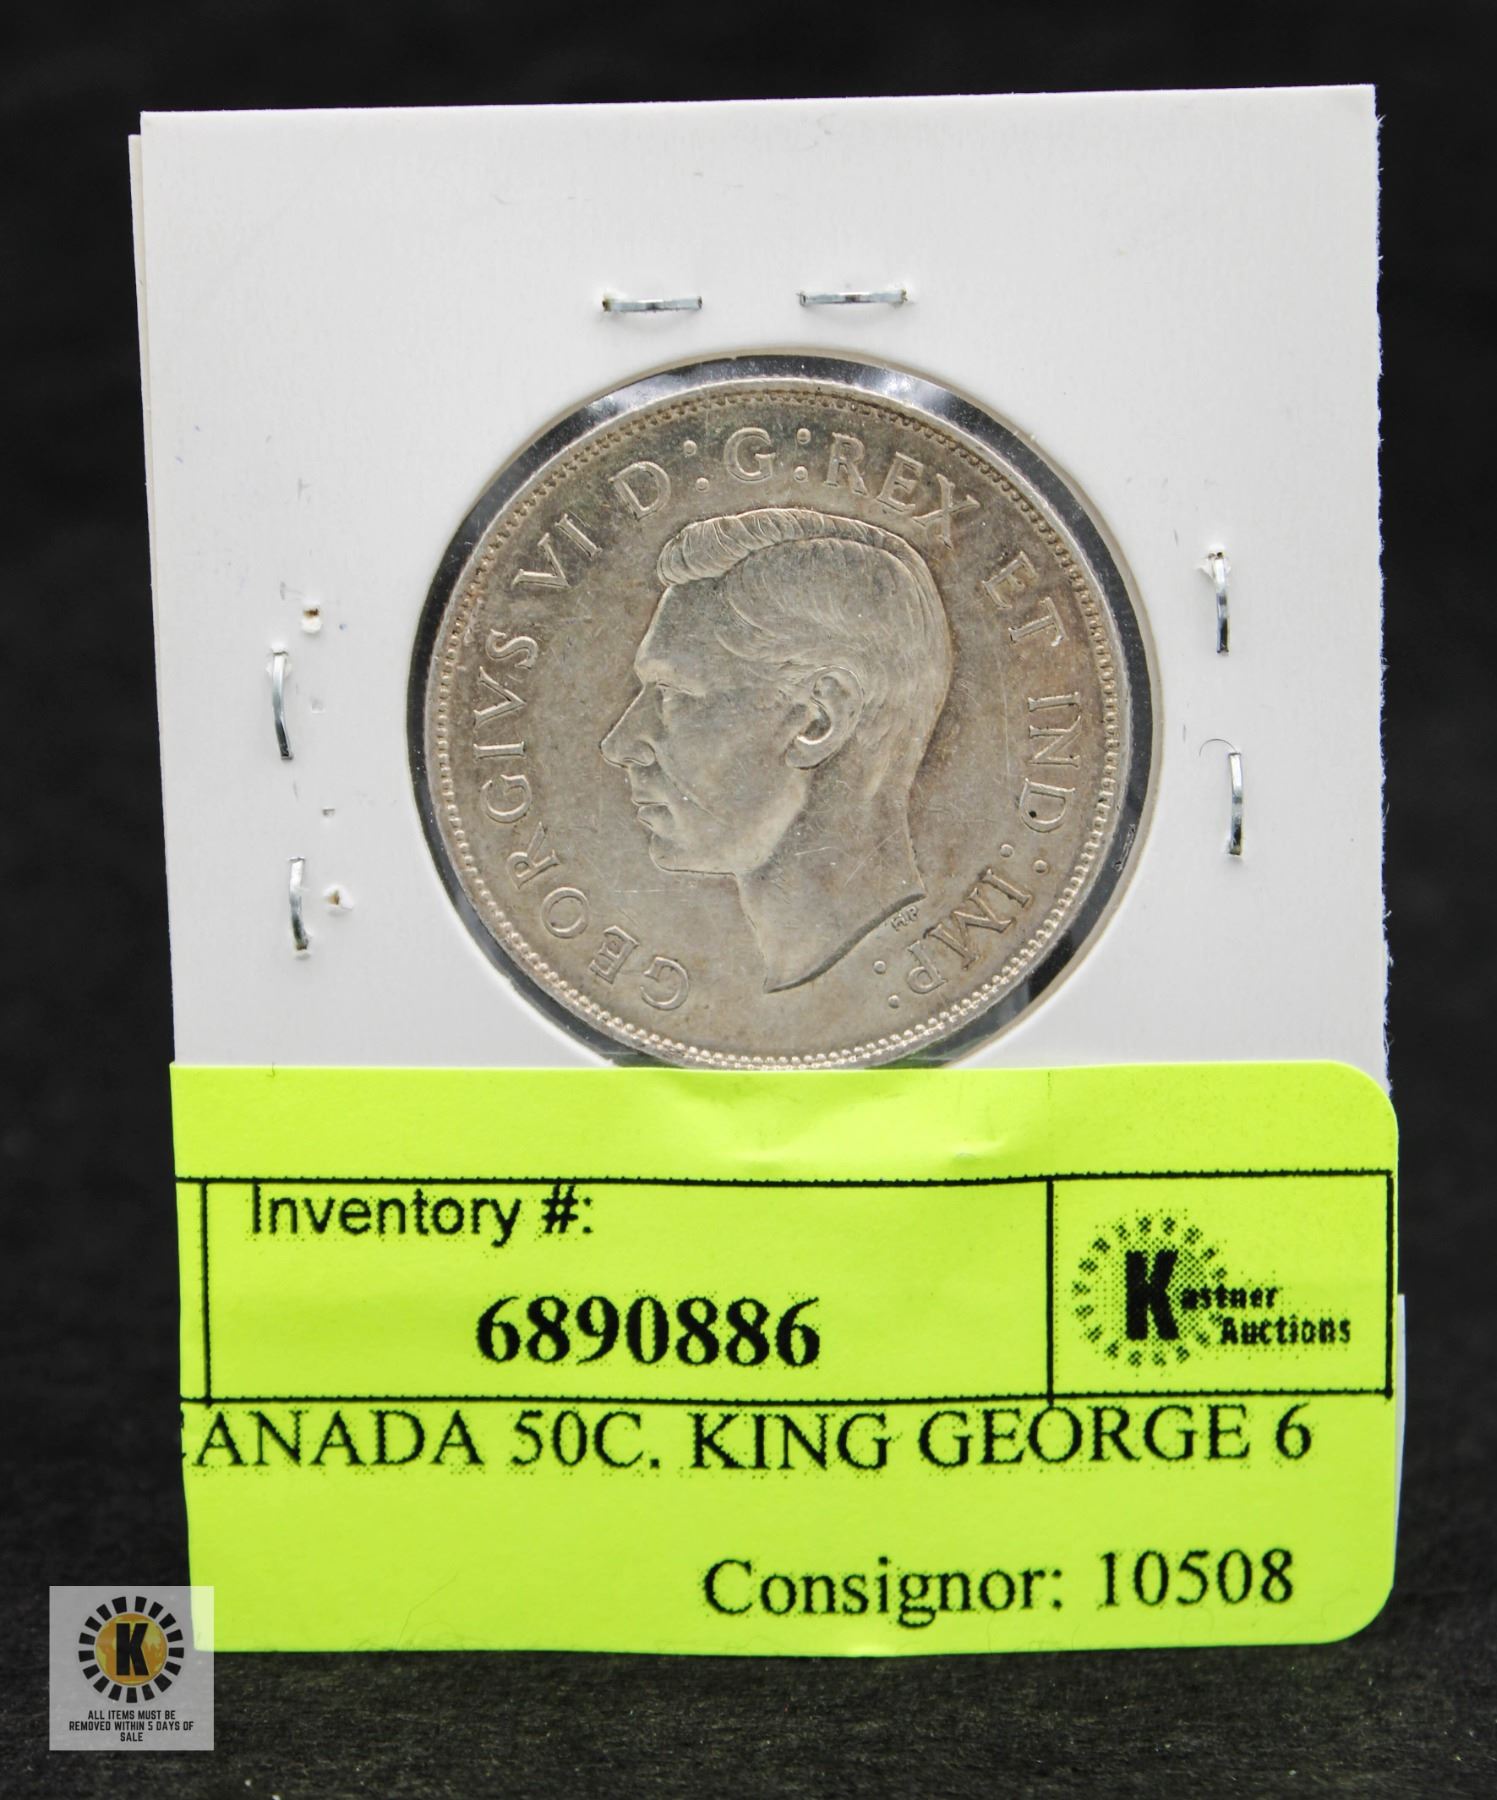 GEORGIVS VI D:G:REX ET IND:IMP:
HP
Inventory #:
6890886
Kastner
Auctions
CANADA 50C. KING GEORGE 6
Consignor: 10508
K
ALL ITEMS MUST BE
REMOVED WITHIN 5 DAYS OF
SALE